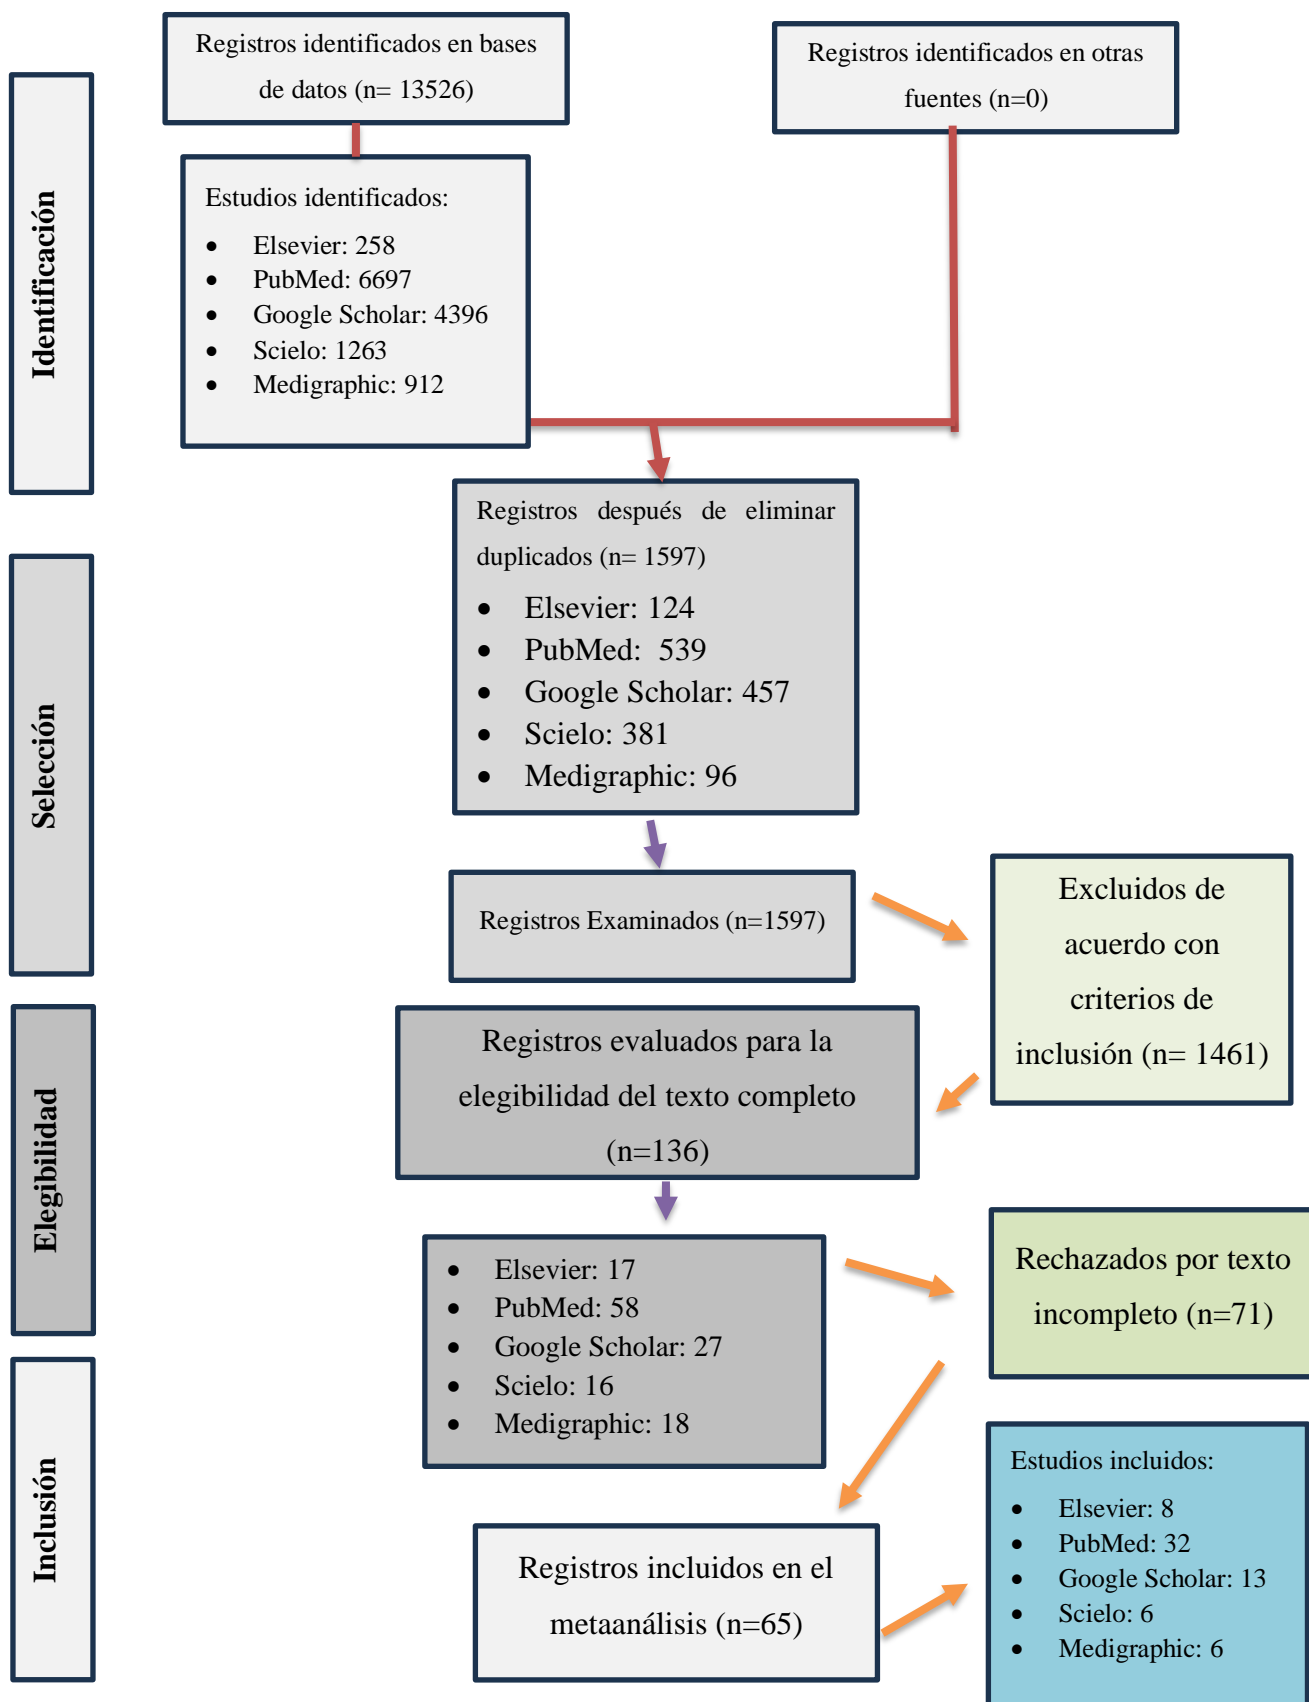 Registros identificados en bases
de datos (n= 13526)
Registros identificados en otras
fuentes (n=0)
Identificación
Estudios identificados:
• Elsevier: 258
• PubMed: 6697
• Google Scholar: 4396
• Scielo: 1263
• Medigraphic: 912
Registros después de eliminar
duplicados (n= 1597)
• Elsevier: 124
• PubMed: 539
• Google Scholar: 457
• Scielo: 381
• Medigraphic: 96
Selección
Registros Examinados (n=1597)
Excluidos de
acuerdo con
criterios de
inclusión (n= 1461)
Elegibilidad
Registros evaluados para la
elegibilidad del texto completo
(n=136)
• Elsevier: 17
• PubMed: 58
• Google Scholar: 27
• Scielo: 16
• Medigraphic: 18
Rechazados por texto
incompleto (n=71)
Inclusión
Registros incluidos en el
metaanálisis (n=65)
Estudios incluidos:
• Elsevier: 8
• PubMed: 32
• Google Scholar: 13
• Scielo: 6
• Medigraphic: 6